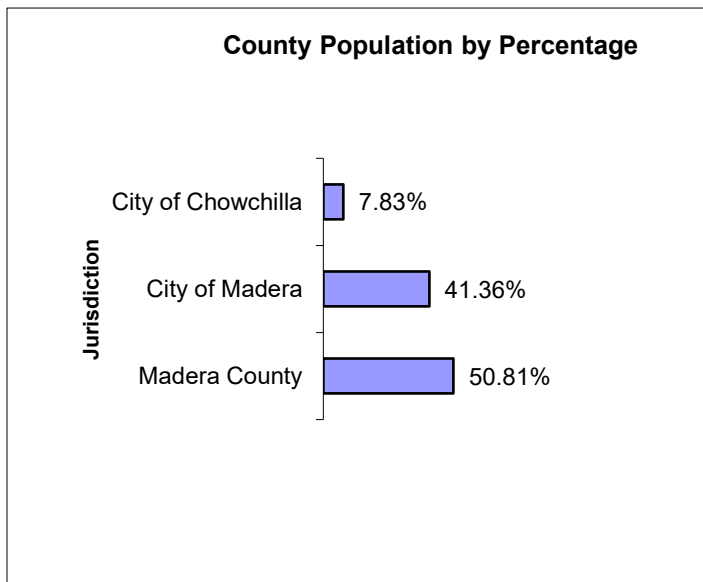 County Population by Percentage
City of Chowchilla 7.83%
City of Madera 41.36%
Madera County 50.81%
Jurisdiction